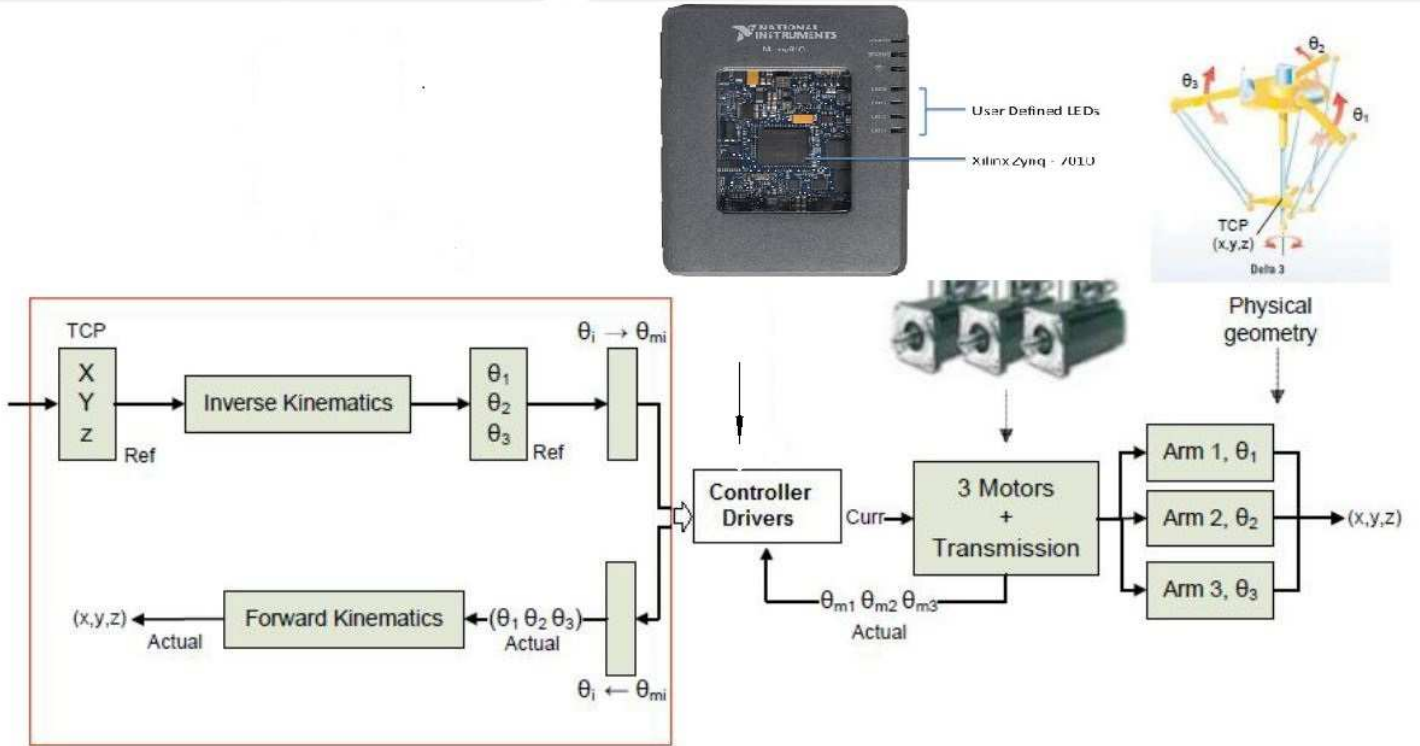 NATIONAL
INSTRUMENTS
User Defined LEDs
Xilinx Zynq - 7010
θ₂
θ₃
θ₁
TCP
(x,y,z)
Delta 3
Physical
geometry
TCP
θᵢ → θₘᵢ
X
Y
z
Ref
Inverse Kinematics
θ₁
θ₂
θ₃
Ref
Controller
Drivers
Curr
3 Motors
+
Transmission
Arm 1, θ₁
Arm 2, θ₂
Arm 3, θ₃
(x,y,z)
θₘ₁ θₘ₂ θₘ₃
Actual
(x,y,z)
Actual
Forward Kinematics
(θ₁ θ₂ θ₃)
Actual
θᵢ ← θₘᵢ